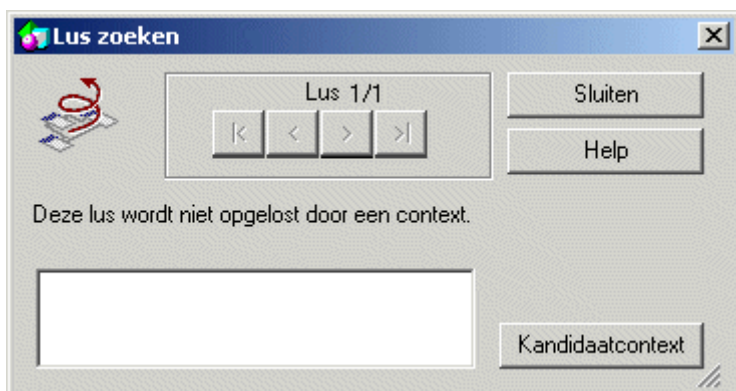 Lus zoeken
Lus 1/1
|< < > >|
Sluiten
Help
Deze lus wordt niet opgelost door een context.
Kandidaatcontext